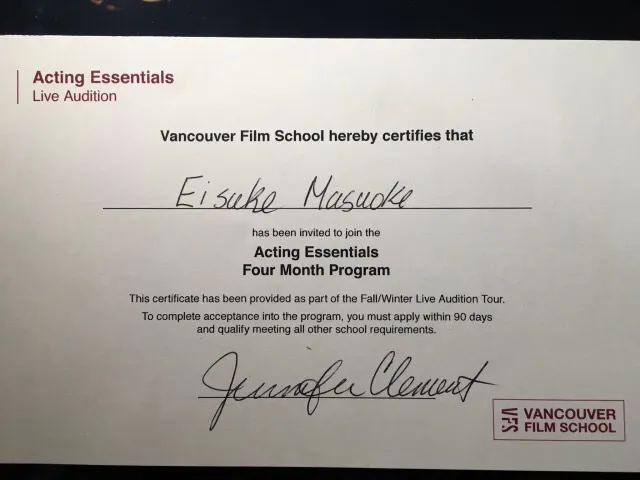 Acting Essentials
Live Audition
Vancouver Film School hereby certifies that
Eisuke Masuoke
has been invited to join the
Acting Essentials
Four Month Program
This certificate has been provided as part of the Fall/Winter Live Audition Tour.
To complete acceptance into the program, you must apply within 90 days
and qualify meeting all other school requirements.
Jennifer Clement
VFS VANCOUVER
FILM SCHOOL